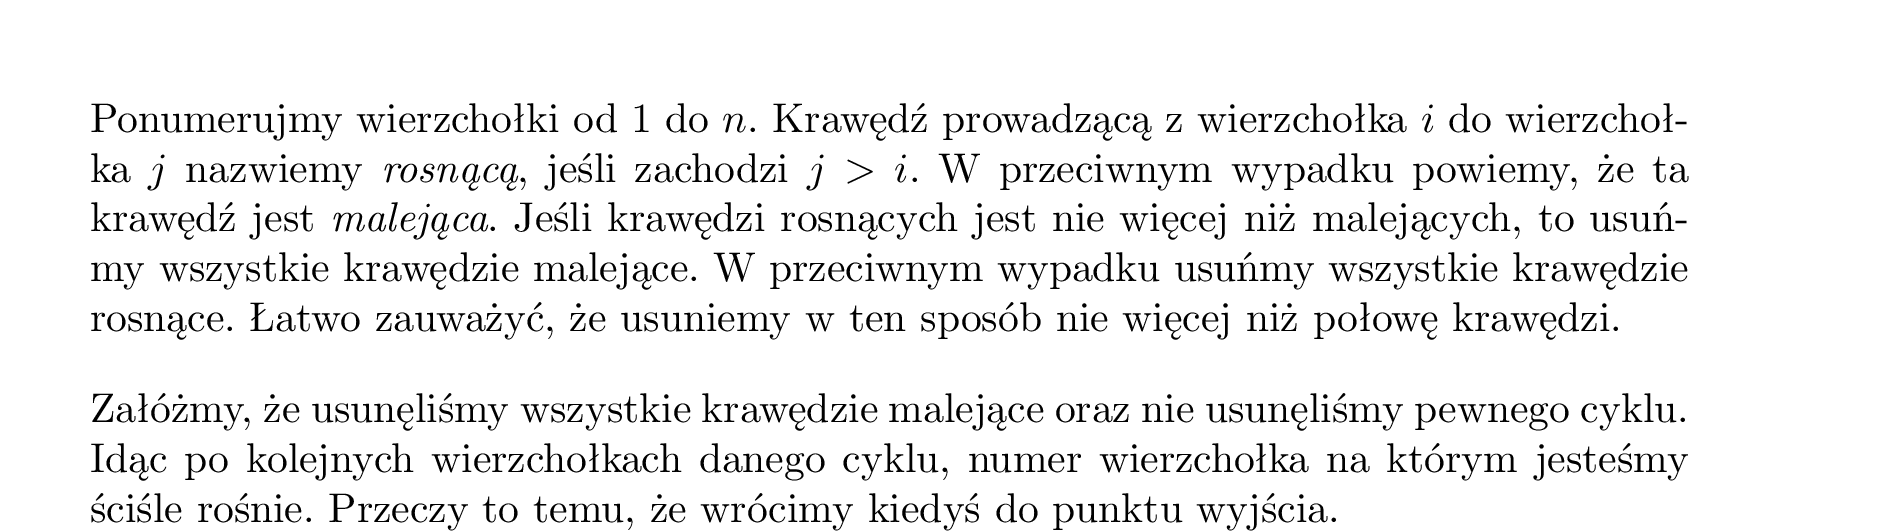 Ponumerujmy wierzchołki od 1 do n. Krawędź prowadzącą z wierzchołka i do wierzchoł-
ka j nazwiemy rosnącą, jeśli zachodzi j > i. W przeciwnym wypadku powiemy, że ta
krawędź jest malejąca. Jeśli krawędzi rosnących jest nie więcej niż malejących, to usuń-
my wszystkie krawędzie malejące. W przeciwnym wypadku usuńmy wszystkie krawędzie
rosnące. Łatwo zauważyć, że usuniemy w ten sposób nie więcej niż połowę krawędzi.
Załóżmy, że usunęliśmy wszystkie krawędzie malejące oraz nie usunęliśmy pewnego cyklu.
Idąc po kolejnych wierzchołkach danego cyklu, numer wierzchołka na którym jesteśmy
ściśle rośnie. Przeczy to temu, że wrócimy kiedyś do punktu wyjścia.